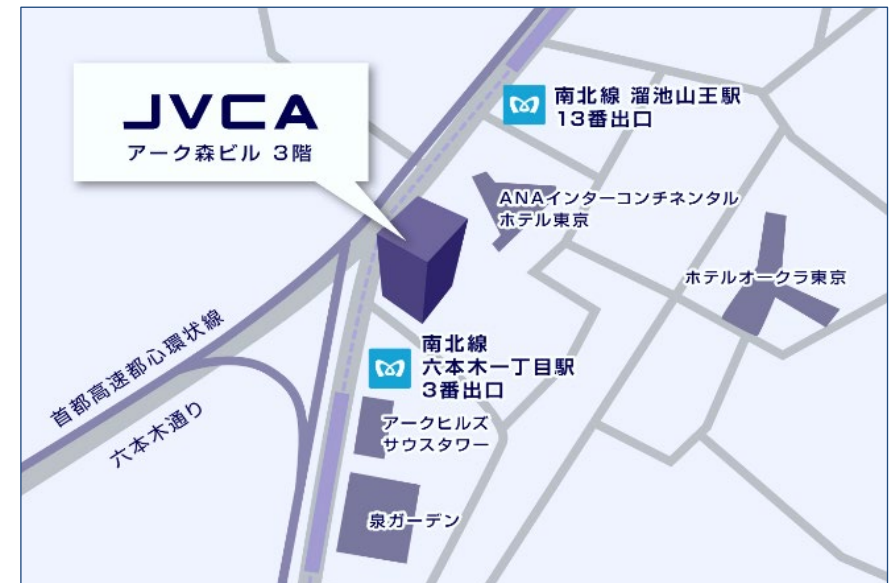 JVCA
アーク森ビル 3階
南北線 溜池山王駅
13番出口
ANAインターコンチネンタル
ホテル東京
ホテルオークラ東京
南北線
六本木一丁目駅
3番出口
首都高速都心環状線
六本木通り
アークヒルズ
サウスタワー
泉ガーデン